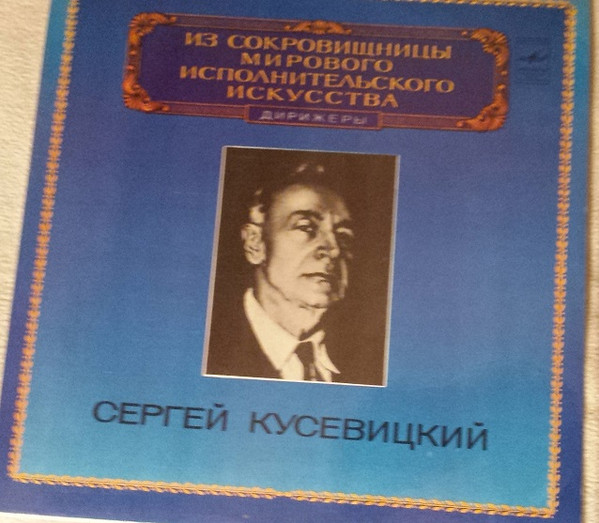 ИЗ СОКРОВИЩНИЦЫ
МИРОВОГО
ИСПОЛНИТЕЛЬСКОГО
ИСКУССТВА
ДИРИЖЕРЫ
СЕРГЕЙ КУСЕВИЦКИЙ